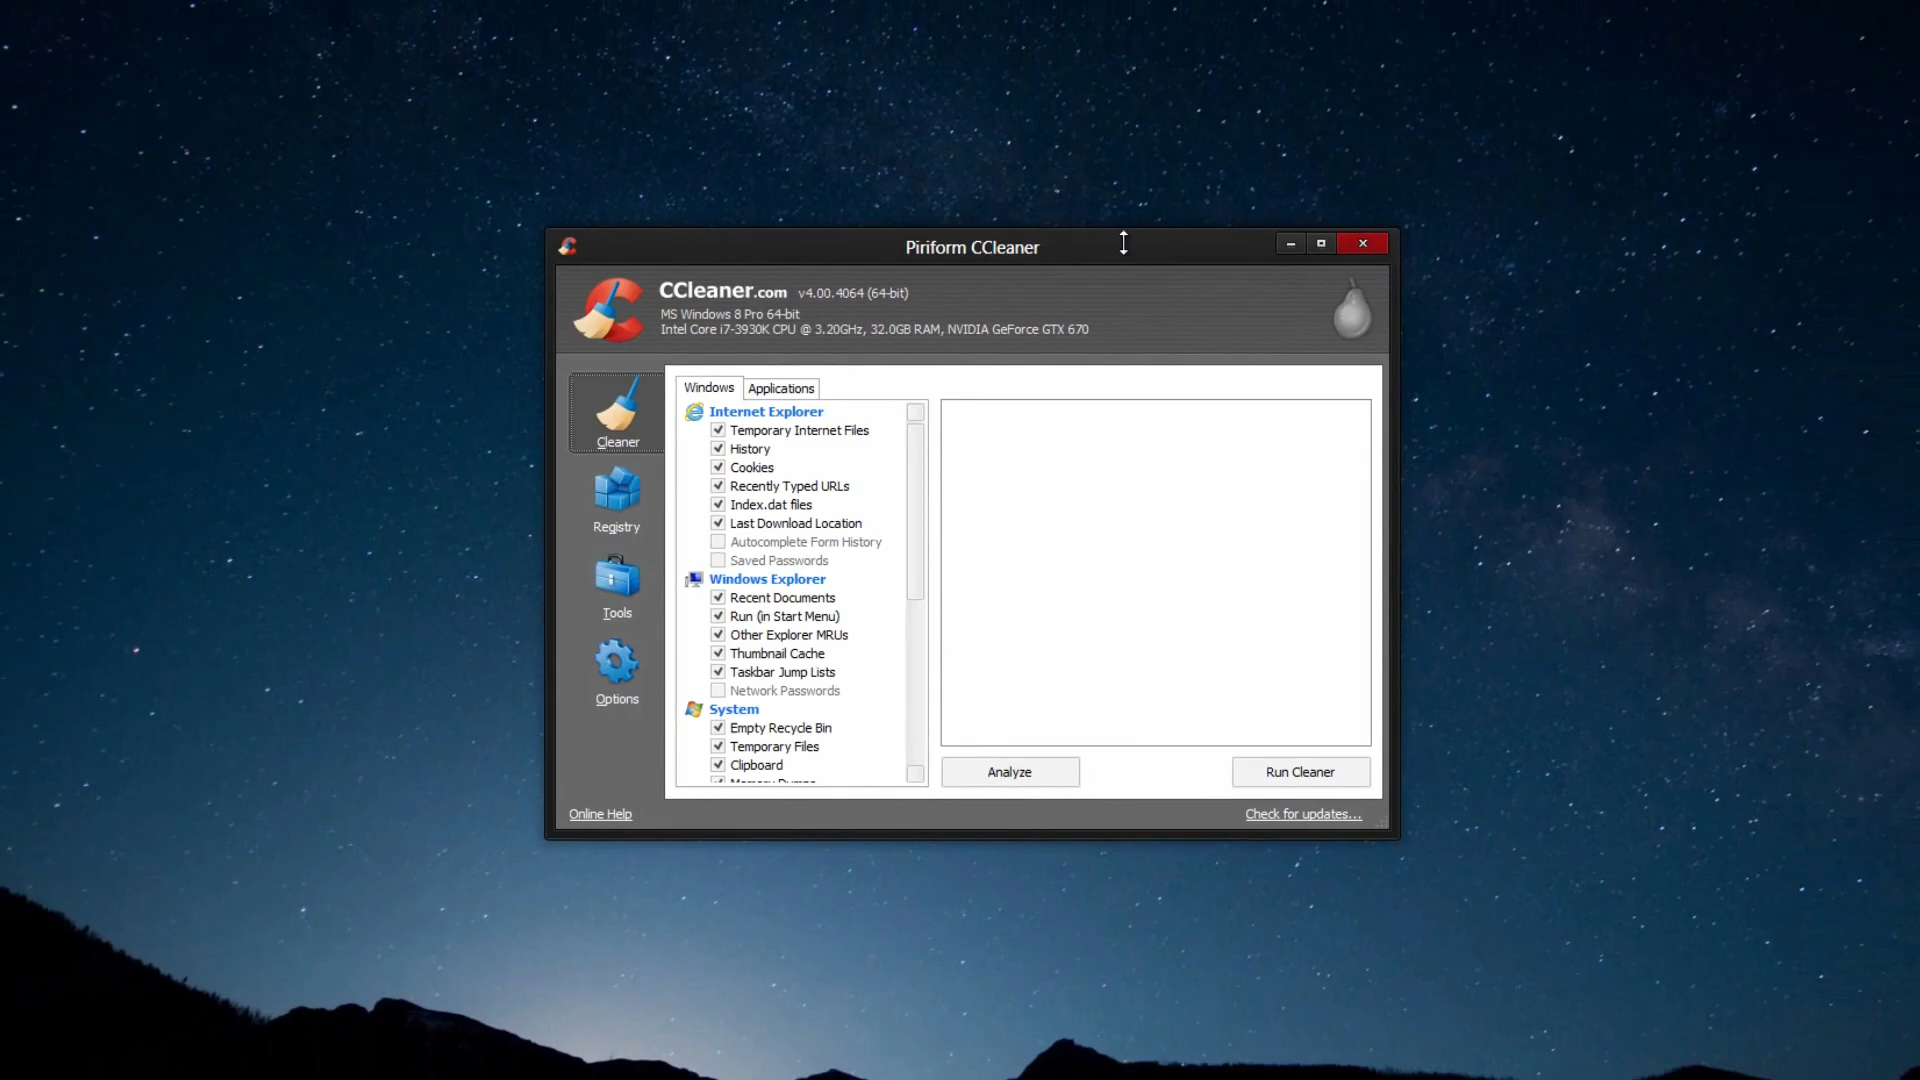 Piriform CCleaner
CCleaner.com v4.00.4064 (64-bit)
MS Windows 8 Pro 64-bit
Intel Core i7-3930K CPU @ 3.20GHz, 32.0GB RAM, NVIDIA GeForce GTX 670
Cleaner
Registry
Tools
Options
Windows Applications
Internet Explorer
Temporary Internet Files
History
Cookies
Recently Typed URLs
Index.dat files
Last Download Location
Autocomplete Form History
Saved Passwords
Windows Explorer
Recent Documents
Run (in Start Menu)
Other Explorer MRUs
Thumbnail Cache
Taskbar Jump Lists
Network Passwords
System
Empty Recycle Bin
Temporary Files
Clipboard
Memory Dumps
Analyze
Run Cleaner
Online Help
Check for updates...